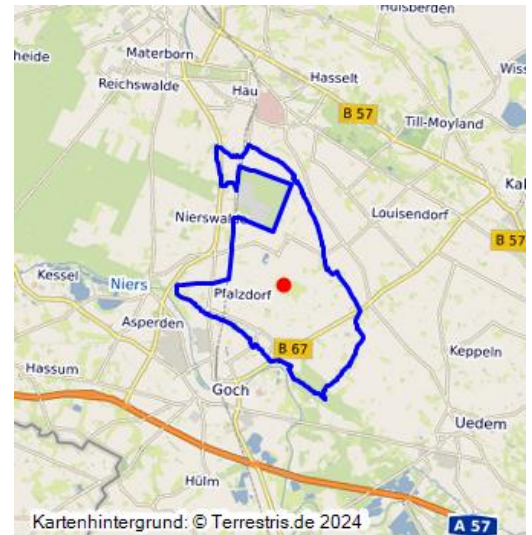 Huisberden
heide
Materborn
Wiss
Hasselt
Reichswalde
Hau
B 57
Till-Moyland
Kal
Nierswalde
Louisendorf
B 57
Kessel
Niers
Pfalzdorf
Asperden
B 67
Keppeln
Hassum
Goch
Uedem
Hülm
Kartenhintergrund: © Terrestris.de 2024
A 57